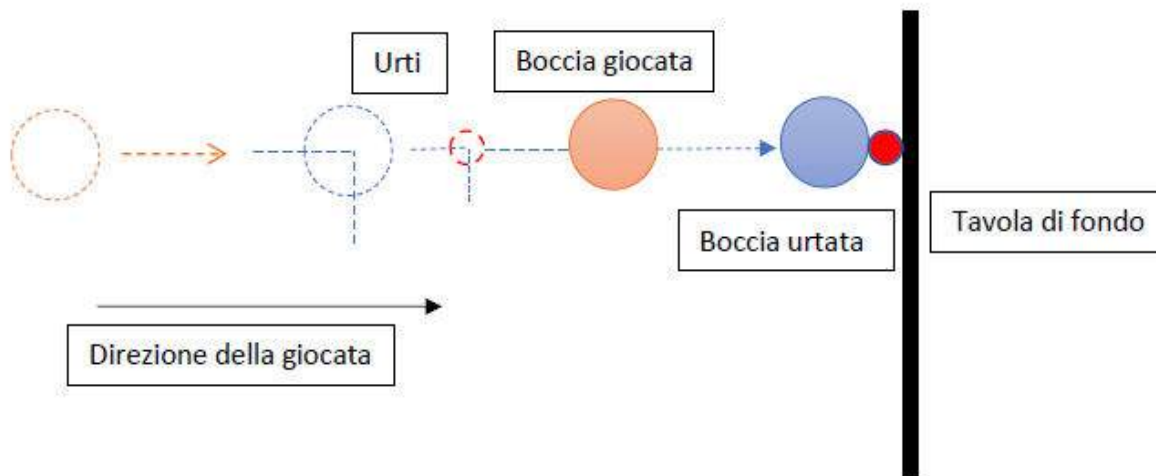 Urti
Boccia giocata
Tavola di fondo
Boccia urtata
Direzione della giocata